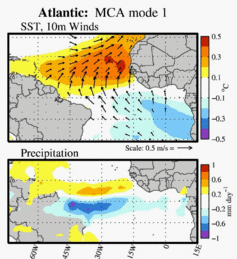 Atlantic: MCA mode 1
SST, 10m Winds
0.5
0.3
0.1
°C
−0.1
−0.3
−0.5
Scale: 0.5 m/s =
Precipitation
1
0.6
0.2
mm day⁻¹
−0.2
−0.6
−1
60W 45W 30W 15W 0 15E